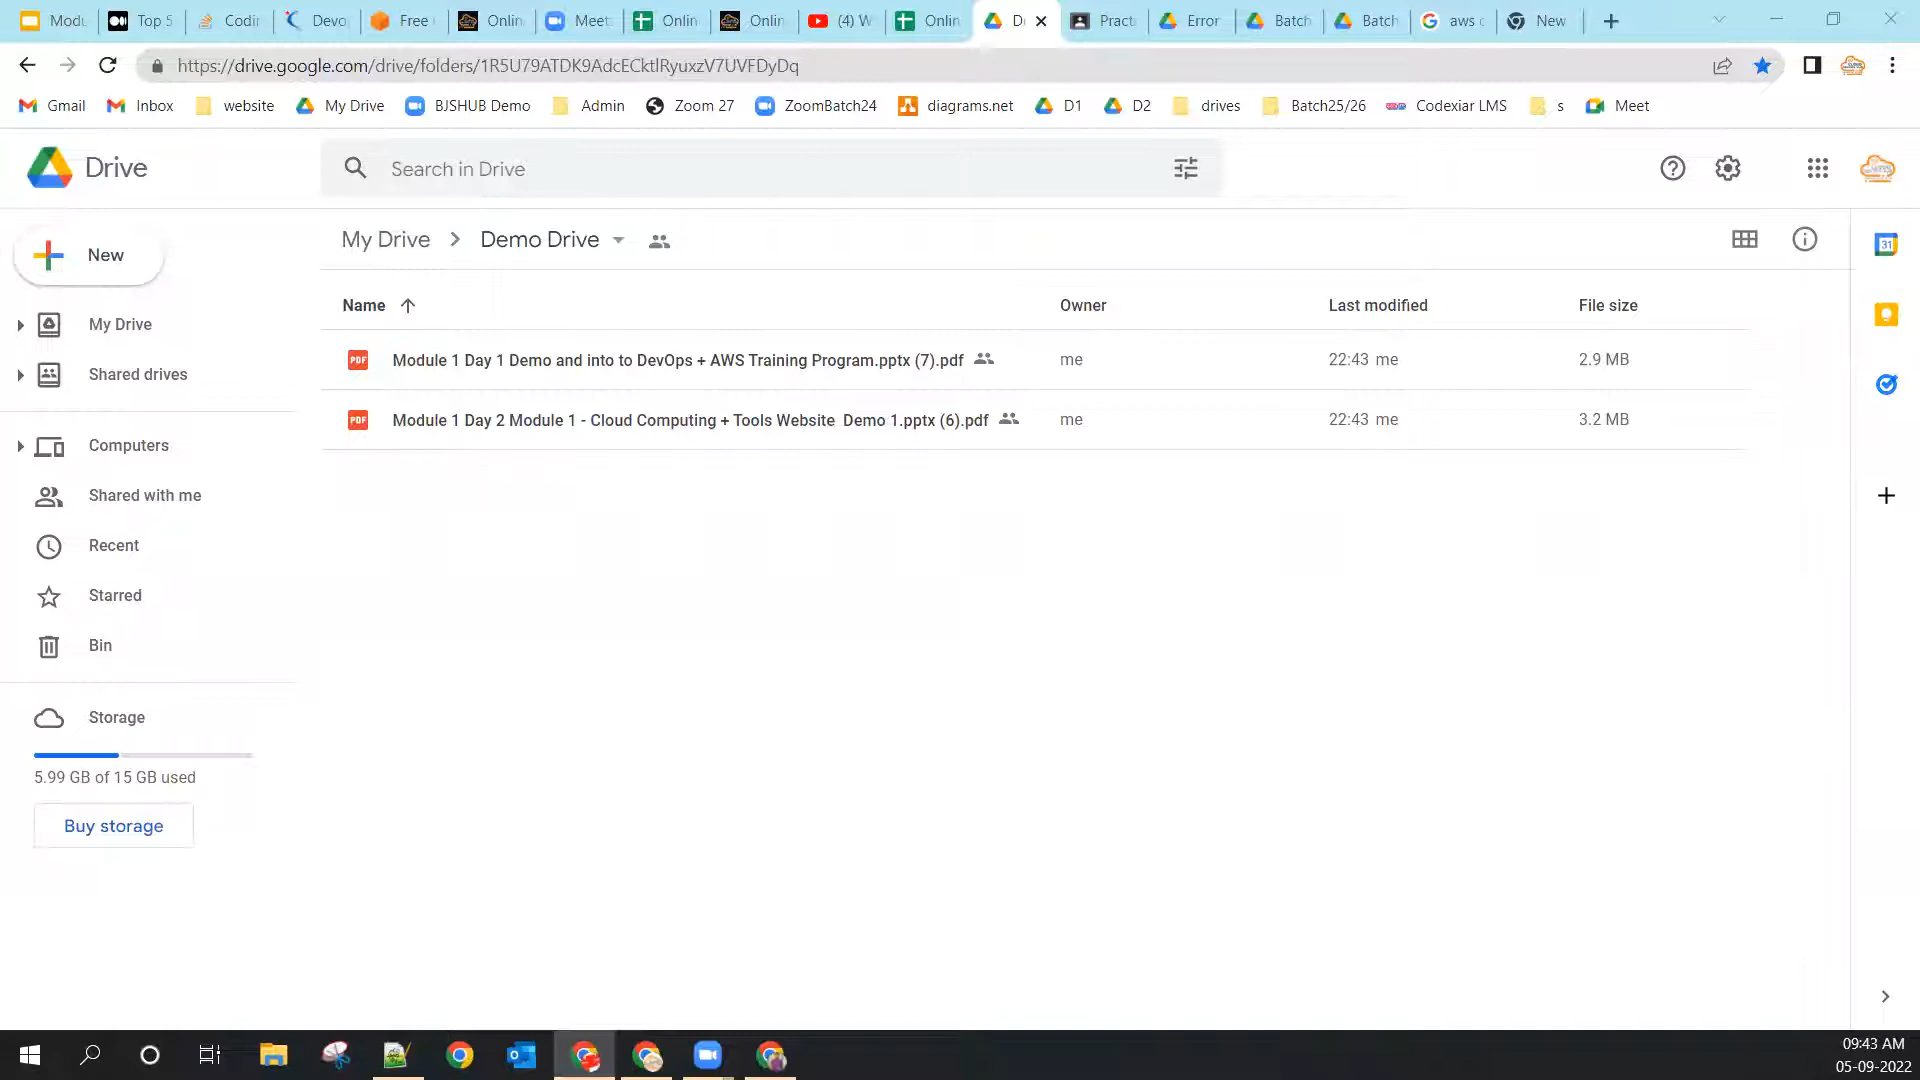 Modu Top 5 Codin Devo Free Onlin Meet Onlin Onlin (4) W Onlin D Pract Error Batch Batch aws c New
https://drive.google.com/drive/folders/1R5U79ATDK9AdcECktlRyuxzV7UVFDyDq
Gmail Inbox website My Drive BJSHUB Demo Admin Zoom 27 ZoomBatch24 diagrams.net D1 D2 drives Batch25/26 Codexiar LMS s Meet
Drive Search in Drive
New
My Drive Demo Drive
Name Owner Last modified File size
PDF Module 1 Day 1 Demo and into to DevOps + AWS Training Program.pptx (7).pdf me 22:43 me 2.9 MB
PDF Module 1 Day 2 Module 1 - Cloud Computing + Tools Website Demo 1.pptx (6).pdf me 22:43 me 3.2 MB
My Drive
Shared drives
Computers
Shared with me
Recent
Starred
Bin
Storage
5.99 GB of 15 GB used
Buy storage
31
09:43 AM
05-09-2022